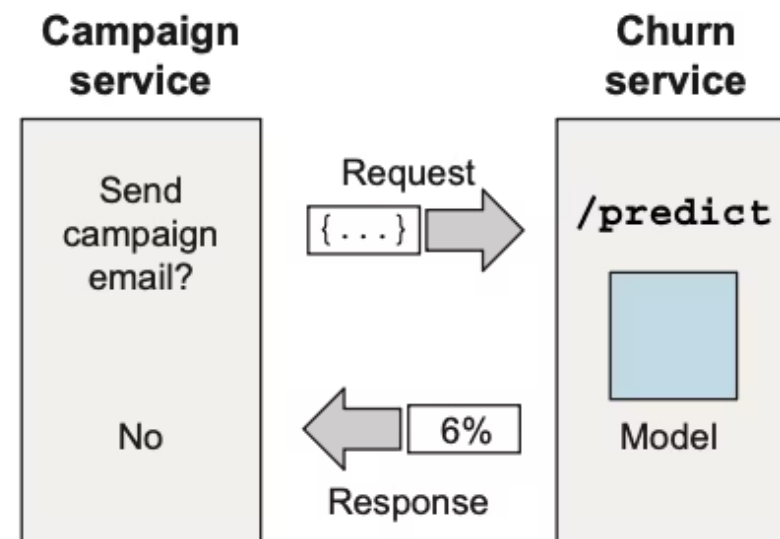 Campaign
service
Send
campaign
email?
No
Request
{...}
6%
Response
Churn
service
/predict
Model